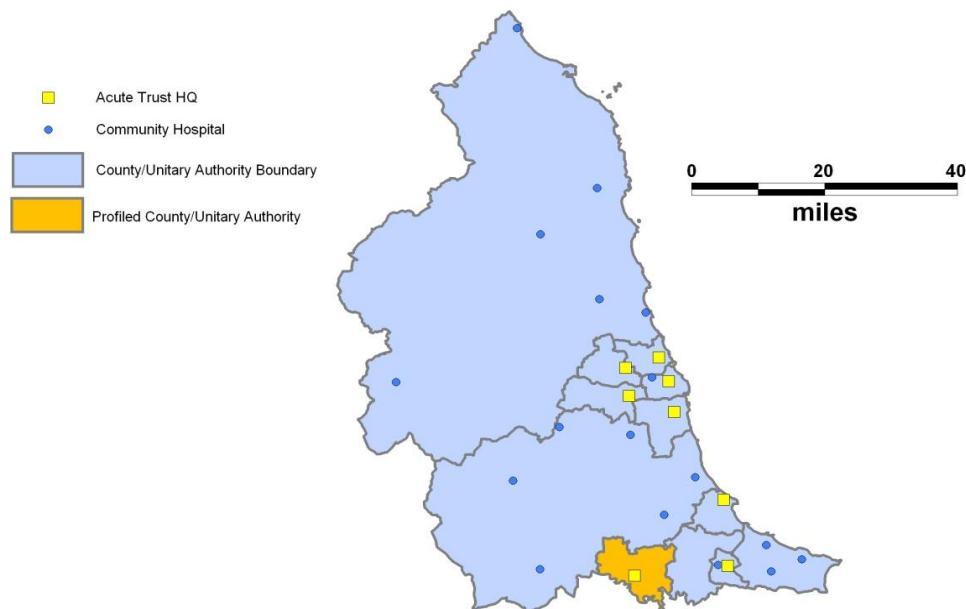 Acute Trust HQ
Community Hospital
County/Unitary Authority Boundary
Profiled County/Unitary Authority
0 20 40
miles